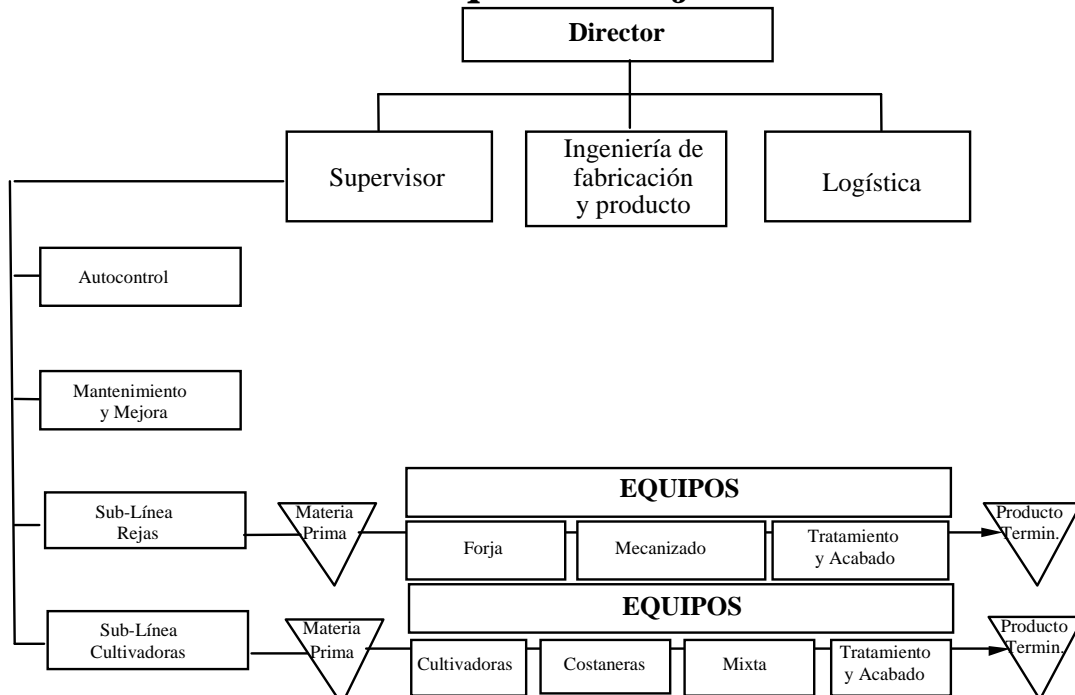 Director
Supervisor
Ingeniería de
fabricación
y producto
Logística
Autocontrol
Mantenimiento
y Mejora
EQUIPOS
Sub-Línea
Rejas
Materia
Prima
Forja
Mecanizado
Tratamiento
y Acabado
Producto
Termin.
EQUIPOS
Sub-Línea
Cultivadoras
Materia
Prima
Cultivadoras
Costaneras
Mixta
Tratamiento
y Acabado
Producto
Termin.